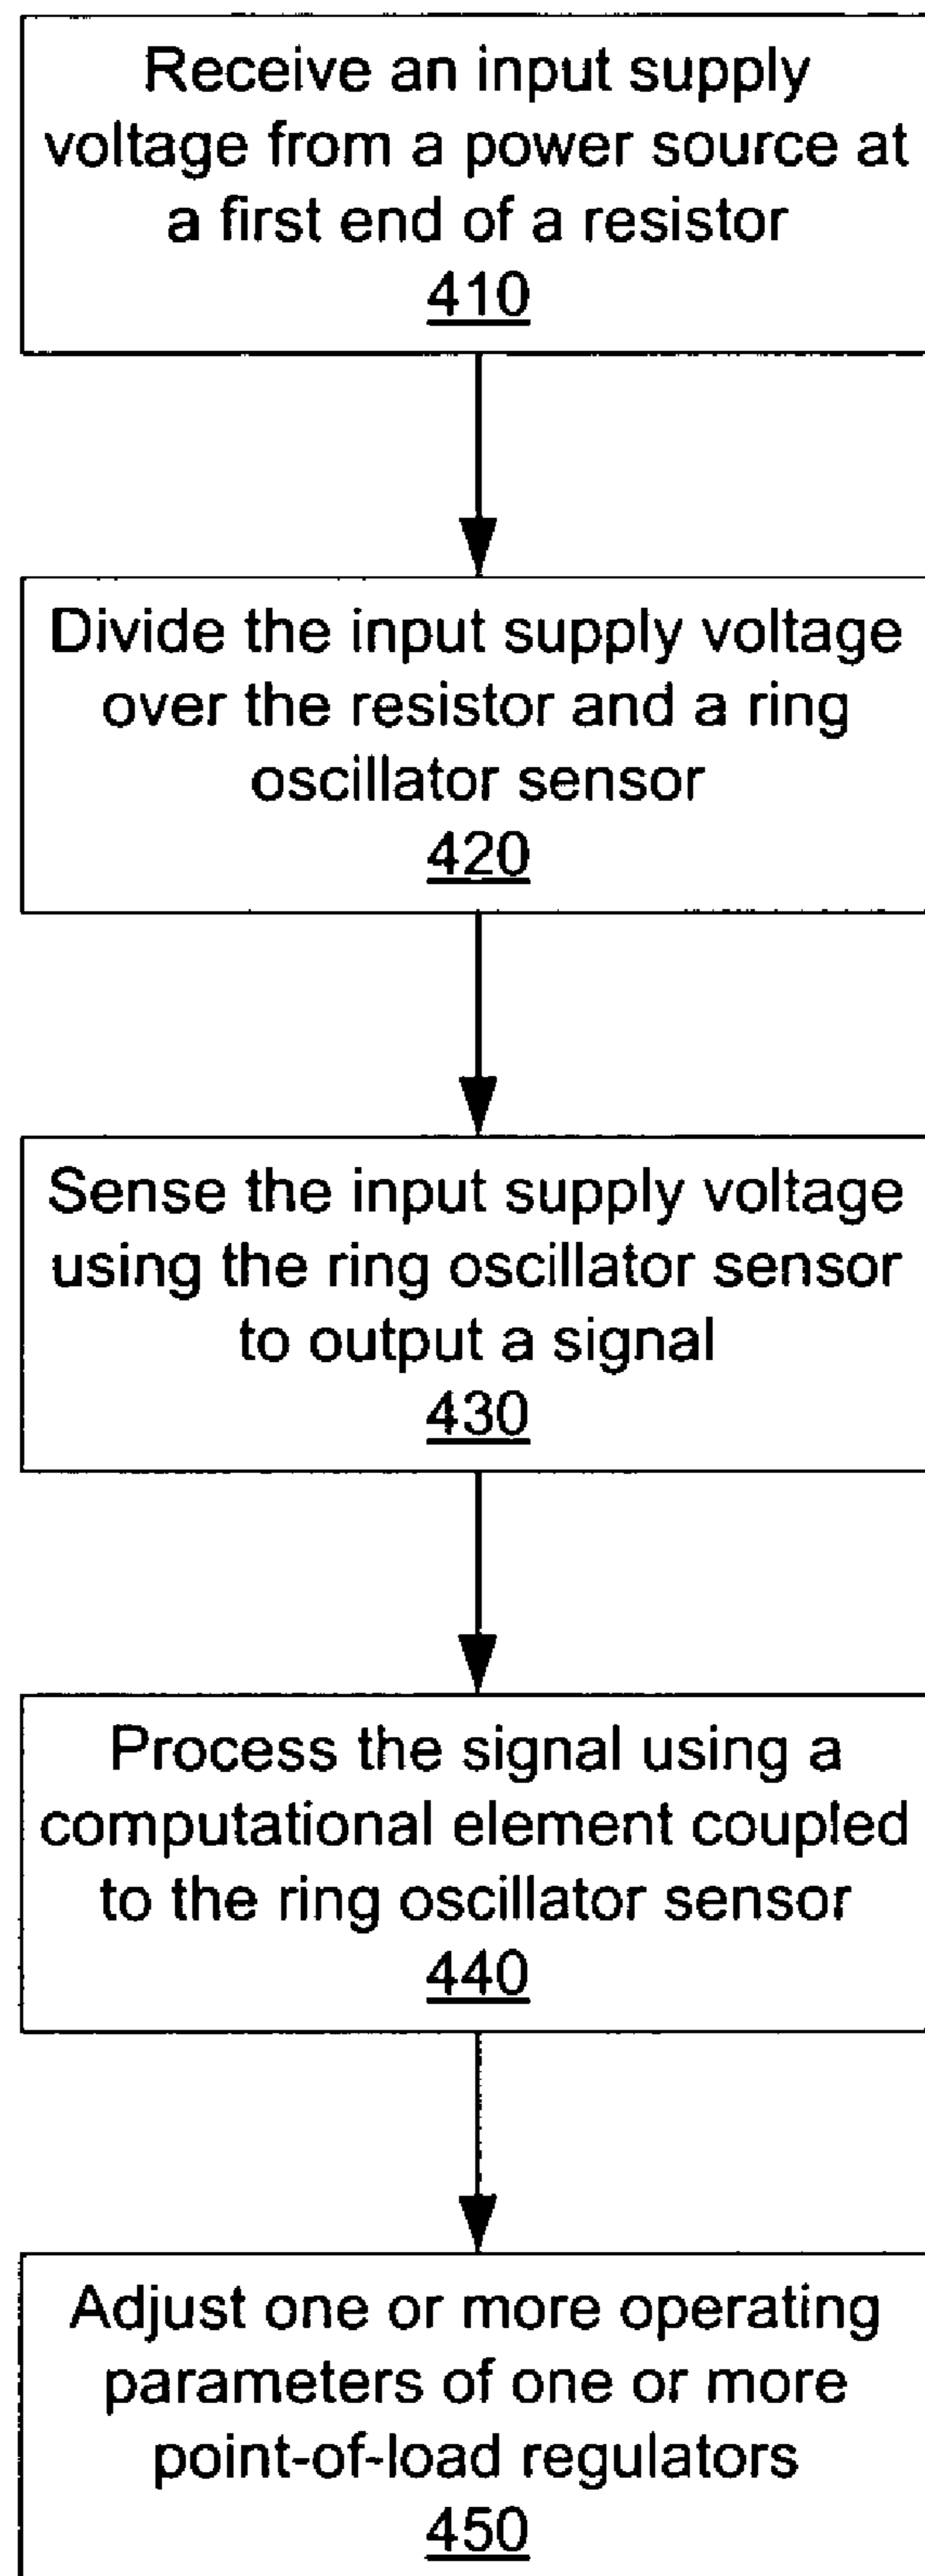 Receive an input supply
voltage from a power source at
a first end of a resistor
410
Divide the input supply voltage
over the resistor and a ring
oscillator sensor
420
Sense the input supply voltage
using the ring oscillator sensor
to output a signal
430
Process the signal using a
computational element coupled
to the ring oscillator sensor
440
Adjust one or more operating
parameters of one or more
point-of-load regulators
450